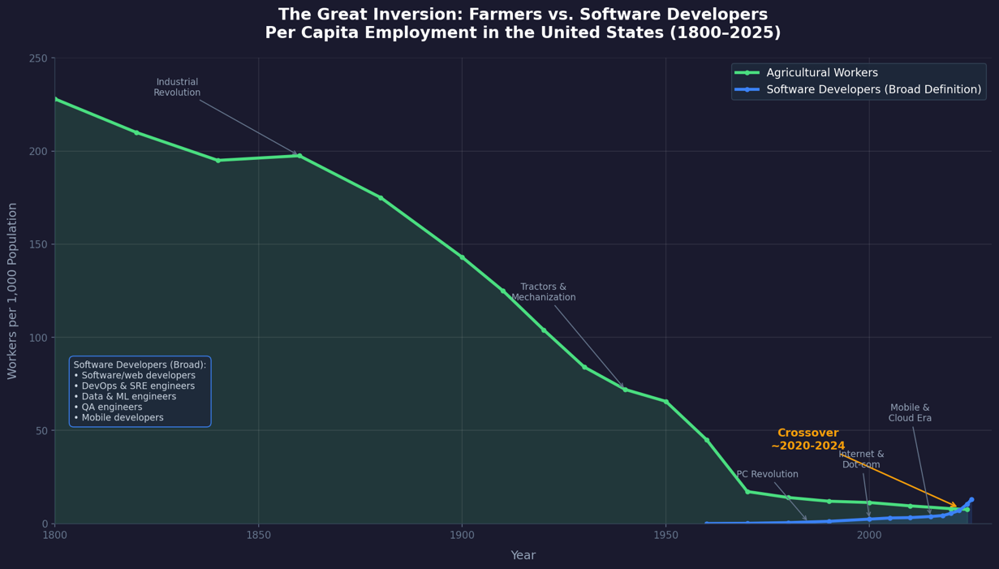 The Great Inversion: Farmers vs. Software Developers
Per Capita Employment in the United States (1800–2025)
Agricultural Workers
Software Developers (Broad Definition)
Workers per 1,000 Population
250
200
150
100
50
0
Industrial
Revolution
Tractors &
Mechanization
Software Developers (Broad):
• Software/web developers
• DevOps & SRE engineers
• Data & ML engineers
• QA engineers
• Mobile developers
Mobile &
Cloud Era
Crossover
~2020-2024
Internet &
Dot-com
PC Revolution
1800
1850
1900
1950
2000
Year